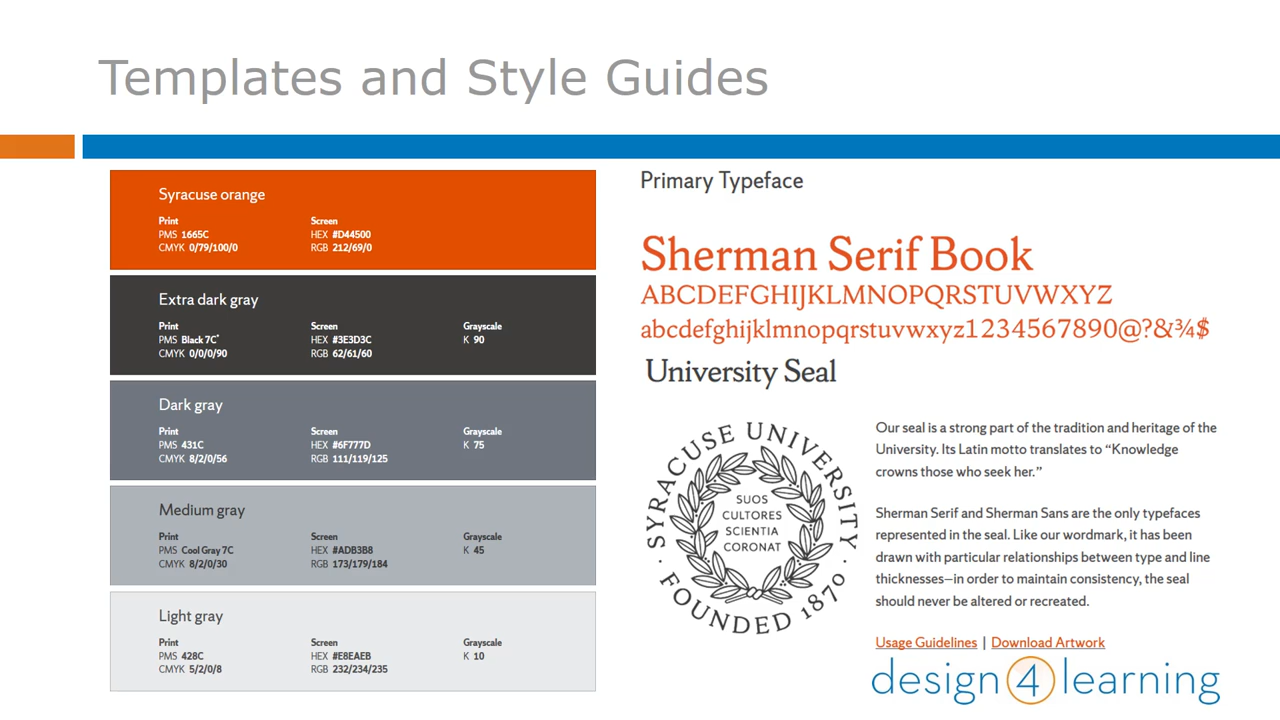 Templates and Style Guides
Syracuse orange
Print
PMS 1665C
CMYK 0/79/100/0
Screen
HEX #D44500
RGB 212/69/0
Extra dark gray
Print
PMS Black 7C*
CMYK 0/0/0/90
Screen
HEX #3E3D3C
RGB 62/61/60
Grayscale
K 90
Dark gray
Print
PMS 431C
CMYK 8/2/0/56
Screen
HEX #6F777D
RGB 111/119/125
Grayscale
K 75
Medium gray
Print
PMS Cool Gray 7C
CMYK 8/2/0/30
Screen
HEX #ADB3B8
RGB 173/179/184
Grayscale
K 45
Light gray
Print
PMS 428C
CMYK 5/2/0/8
Screen
HEX #E8EAEB
RGB 232/234/235
Grayscale
K 10
Primary Typeface
Sherman Serif Book
ABCDEFGHIJKLMNOPQRSTUVWXYZ
abcdefghijklmnopqrstuvwxyz1234567890@?&¾$
University Seal
SYRACUSE UNIVERSITY
· FOUNDED 1870 ·
SUOS
CULTORES
SCIENTIA
CORONAT
Our seal is a strong part of the tradition and heritage of the
University. Its Latin motto translates to “Knowledge
crowns those who seek her.”
Sherman Serif and Sherman Sans are the only typefaces
represented in the seal. Like our wordmark, it has been
drawn with particular relationships between type and line
thicknesses—in order to maintain consistency, the seal
should never be altered or recreated.
Usage Guidelines | Download Artwork
design 4 learning